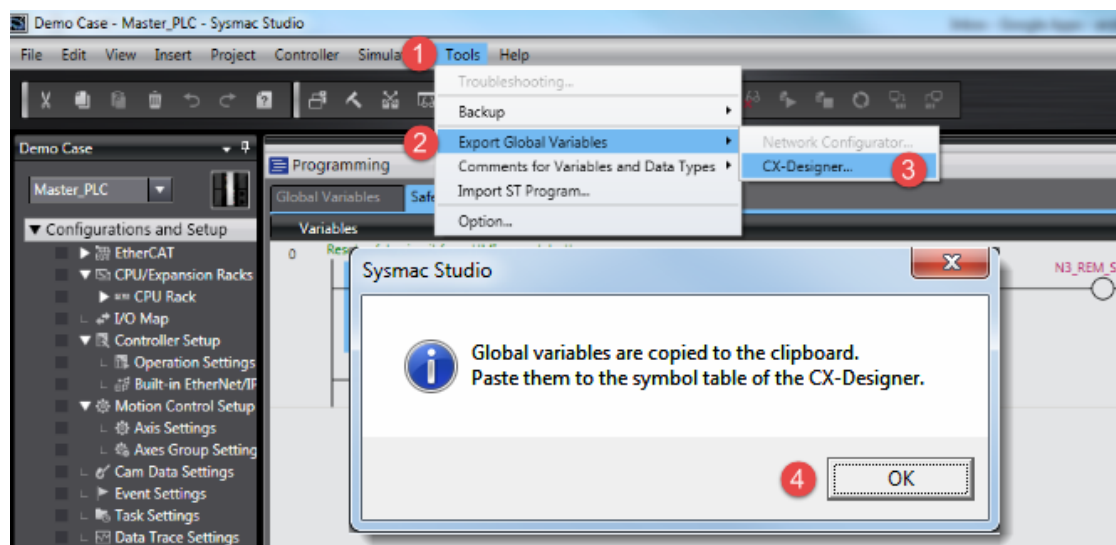 Demo Case - Master_PLC - Sysmac Studio
File Edit View Insert Project Controller Simula 1 Tools Help
Troubleshooting...
Backup
2 Export Global Variables
Network Configurator...
Comments for Variables and Data Types
CX-Designer... 3
Import ST Program...
Option...
Demo Case
Master_PLC
Programming
Global Variables Safe
Variables
Configurations and Setup
EtherCAT
CPU/Expansion Racks
CPU Rack
I/O Map
Controller Setup
Operation Settings
Built-in EtherNet/IP
Motion Control Setup
Axis Settings
Axes Group Setting
Cam Data Settings
Event Settings
Task Settings
Data Trace Settings
0
N3_REM_S
Sysmac Studio
Global variables are copied to the clipboard.
Paste them to the symbol table of the CX-Designer.
4 OK